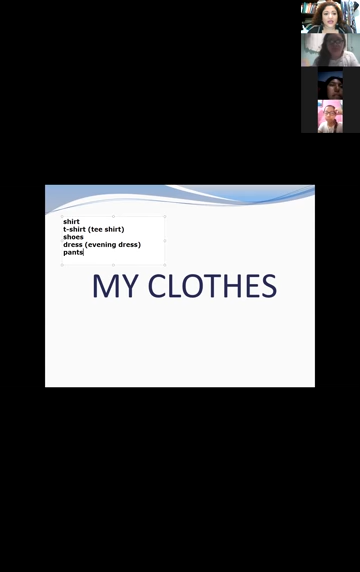 shirt
t-shirt (tee shirt)
shoes
dress (evening dress)
pants
MY CLOTHES